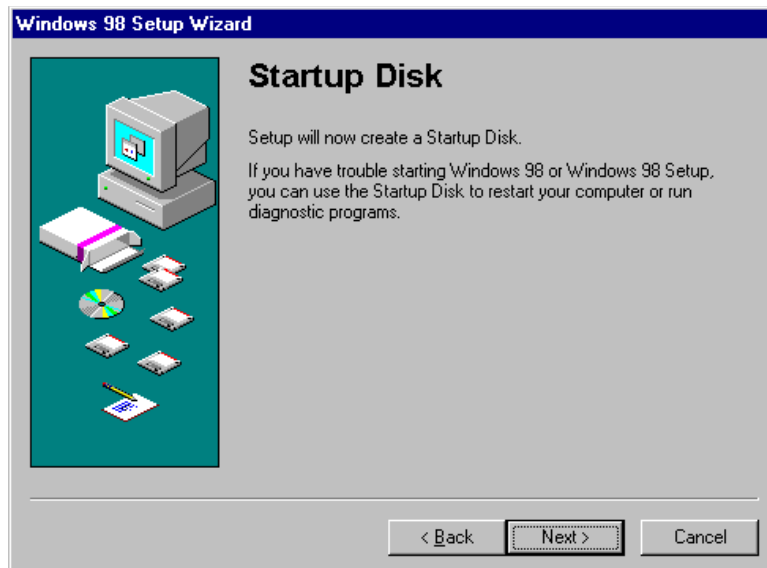 Windows 98 Setup Wizard
Startup Disk
Setup will now create a Startup Disk.
If you have trouble starting Windows 98 or Windows 98 Setup,
you can use the Startup Disk to restart your computer or run
diagnostic programs.
< Back
Next >
Cancel